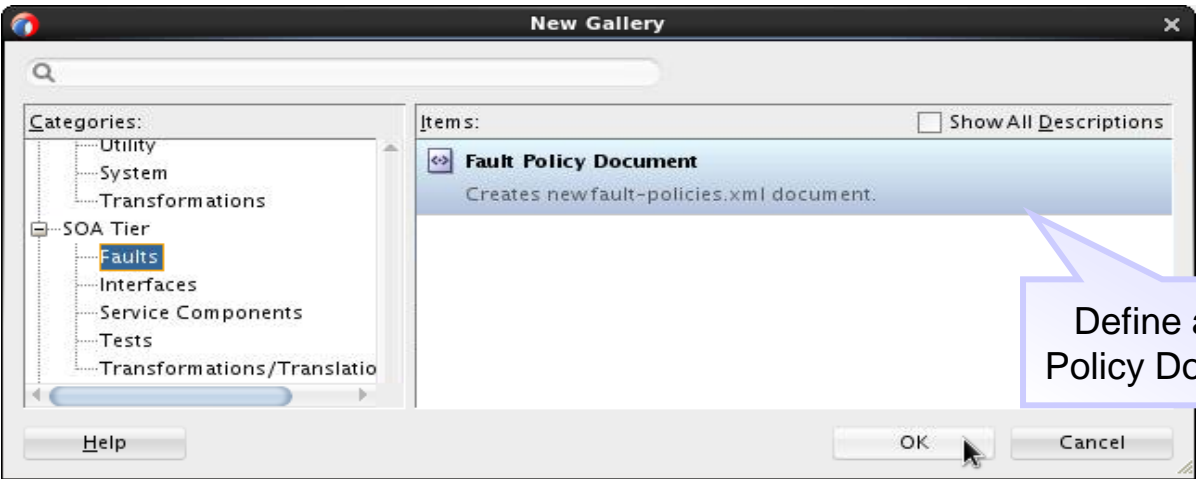 New Gallery
Categories:
Utility
System
Transformations
SOA Tier
Faults
Interfaces
Service Components
Tests
Transformations/Translatio
Items:
Show All Descriptions
Fault Policy Document
Creates new fault-policies.xml document.
Define
Policy
Help
OK
Cancel